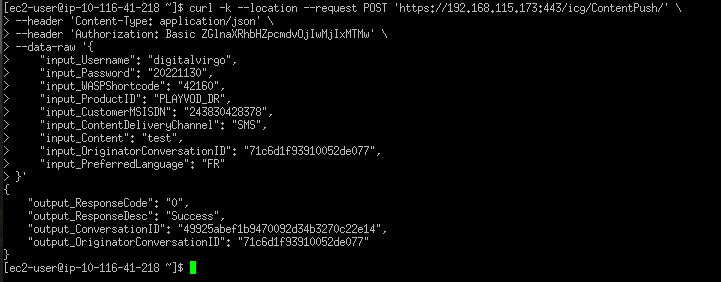 [ec2-user@ip-10-116-41-218 ~]$ curl -k --location --request POST 'https://192.168.115.173:443/icg/ContentPush/' \
> --header 'Content-Type: application/json' \
> --header 'Authorization: Basic ZGlnaXRhbHZpcmdvOjIwMjIxMTMw' \
> --data-raw '{
>     "input_Username": "digitalvirgo",
>     "input_Password": "20221130",
>     "input_WASPShortcode": "42160",
>     "input_ProductID": "PLAYVOD_DR",
>     "input_CustomerMSISDN": "243830428378",
>     "input_ContentDeliveryChannel": "SMS",
>     "input_Content": "test",
>     "input_OriginatorConversationID": "71c6d1f93910052de077",
>     "input_PreferredLanguage": "FR"
> }'
{
    "output_ResponseCode": "0",
    "output_ResponseDesc": "Success",
    "output_ConversationID": "49925abef1b9470092d34b3270c22e14",
    "output_OriginatorConversationID": "71c6d1f93910052de077"
}
[ec2-user@ip-10-116-41-218 ~]$